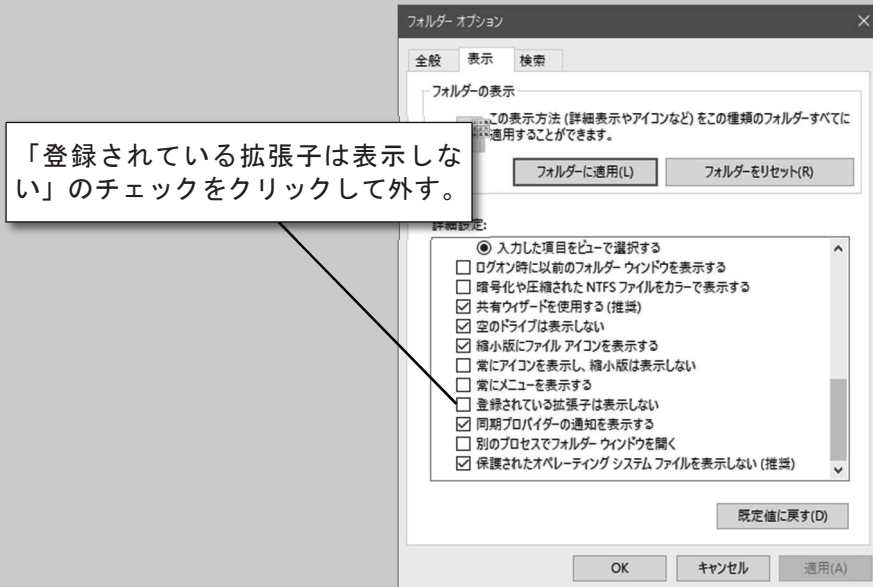 フォルダー オプション
全般 表示 検索
フォルダーの表示
この表示方法 (詳細表示やアイコンなど) をこの種類のフォルダーすべてに
適用することができます。
フォルダーに適用(L) フォルダーをリセット(R)
「登録されている拡張子は表示しな
い」のチェックをクリックして外す。
詳細設定:
入力した項目をビューで選択する
ログオン時に以前のフォルダー ウィンドウを表示する
暗号化や圧縮された NTFS ファイルをカラーで表示する
共有ウィザードを使用する (推奨)
空のドライブは表示しない
縮小版にファイル アイコンを表示する
常にアイコンを表示し、縮小版は表示しない
常にメニューを表示する
登録されている拡張子は表示しない
同期プロバイダーの通知を表示する
別のプロセスでフォルダー ウィンドウを開く
保護されたオペレーティング システム ファイルを表示しない (推奨)
既定値に戻す(D)
OK キャンセル 適用(A)